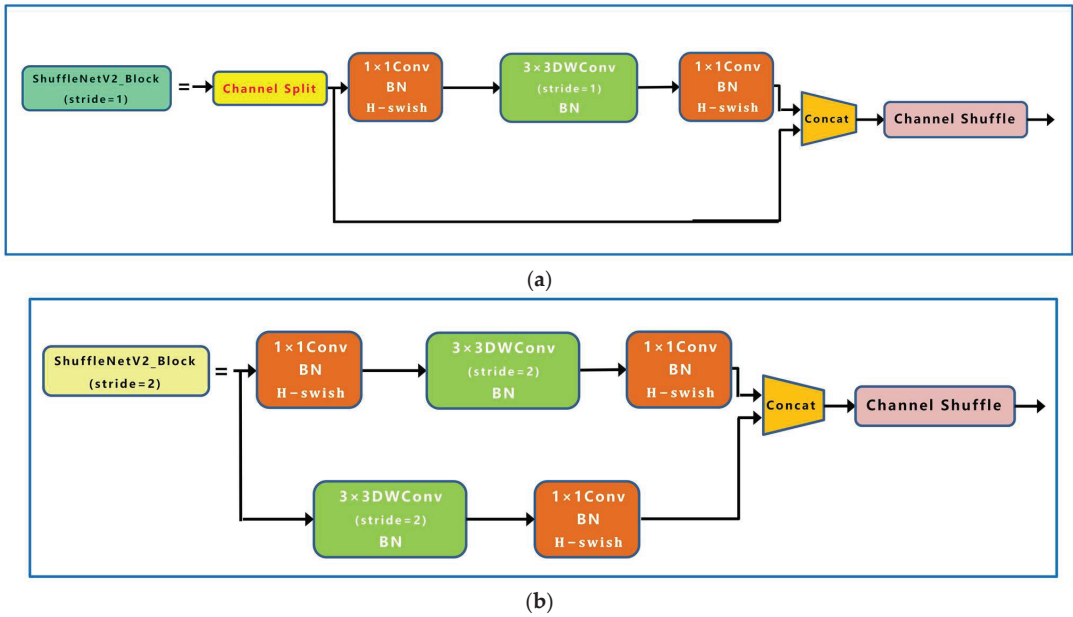 ShuffleNetV2_Block
(stride=1)
=
Channel Split
1×1Conv
BN
H-swish
3×3DWConv
(stride=1)
BN
1×1Conv
BN
H-swish
Concat
Channel Shuffle
(a)
ShuffleNetV2_Block
(stride=2)
=
1×1Conv
BN
H-swish
3×3DWConv
(stride=2)
BN
1×1Conv
BN
H-swish
Concat
Channel Shuffle
3×3DWConv
(stride=2)
BN
1×1Conv
BN
H-swish
(b)